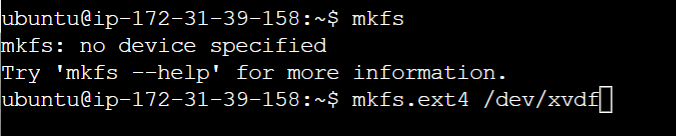 ubuntu@ip-172-31-39-158:~$ mkfs
mkfs: no device specified
Try 'mkfs --help' for more information.
ubuntu@ip-172-31-39-158:~$ mkfs.ext4 /dev/xvdf